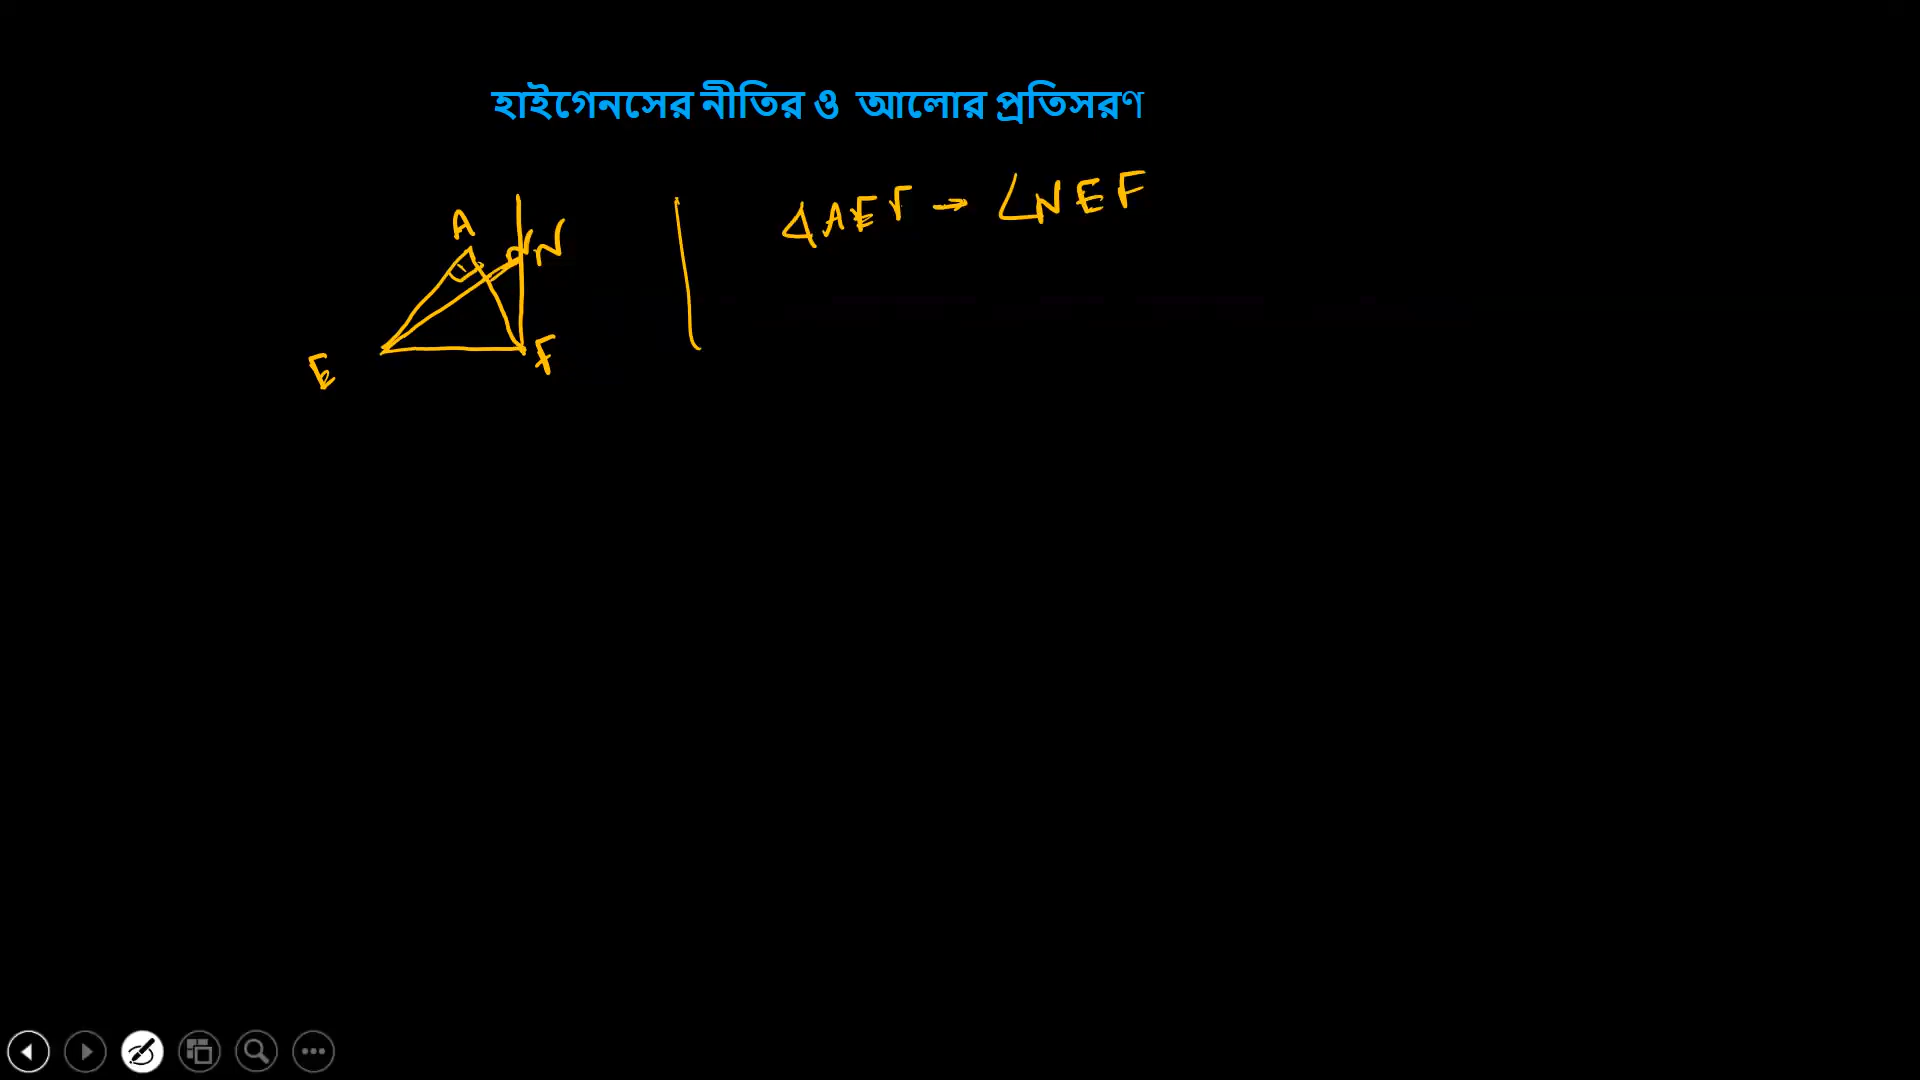 হাইগেনসের নীতির ও আলোর প্রতিসরণ
A
N
E
F
∆AEF → ∠NEF